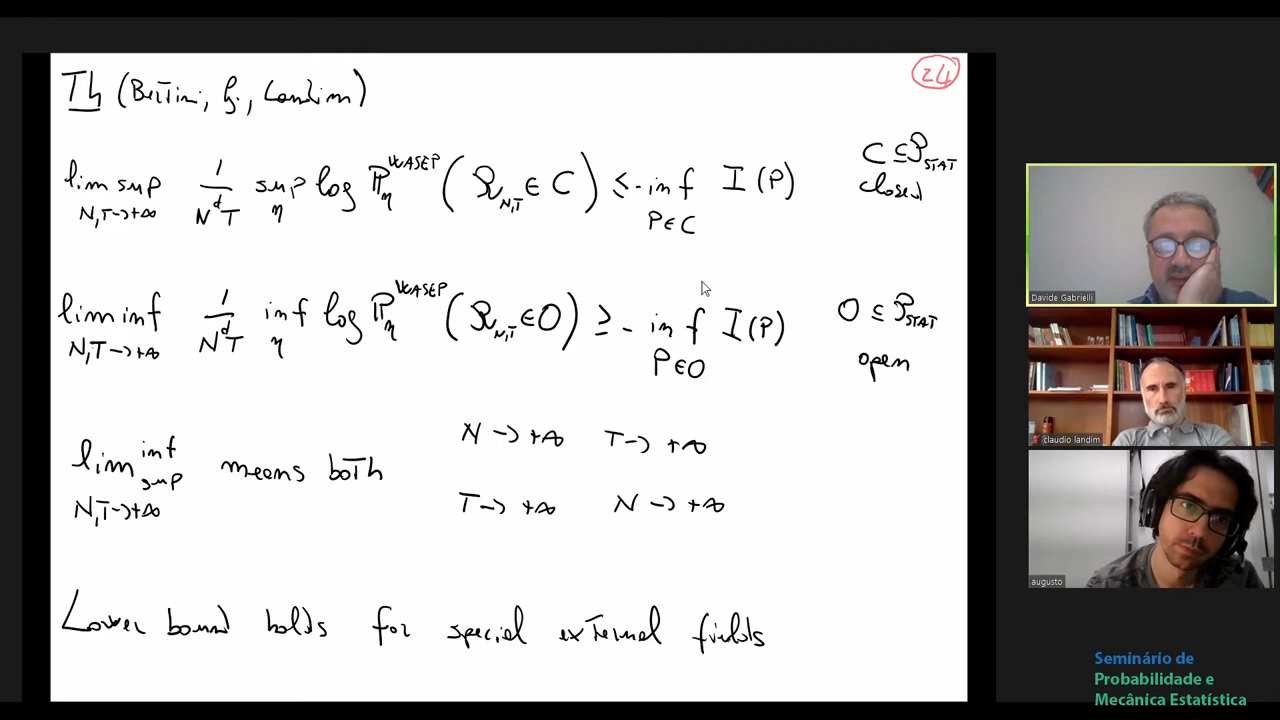 24
Th (Bertini, G., Landim)
lim sup N,T→+∞ 1/N^d T sup η log ℙ_η^WASEP (ℛ_N,T ∈ C) ≤ - inf P∈C I(P) C ⊆ 𝒫_STAT closed
lim inf N,T→+∞ 1/N^d T inf η log ℙ_η^WASEP (ℛ_N,T ∈ O) ≥ - inf P∈O I(P) O ⊆ 𝒫_STAT open
lim inf sup N,T→+∞ means both N → +∞ T → +∞
T → +∞ N → +∞
Lower bound holds for special external fields
Davide Gabrielli
claudio landim
augusto
Seminário de
Probabilidade e
Mecânica Estatística